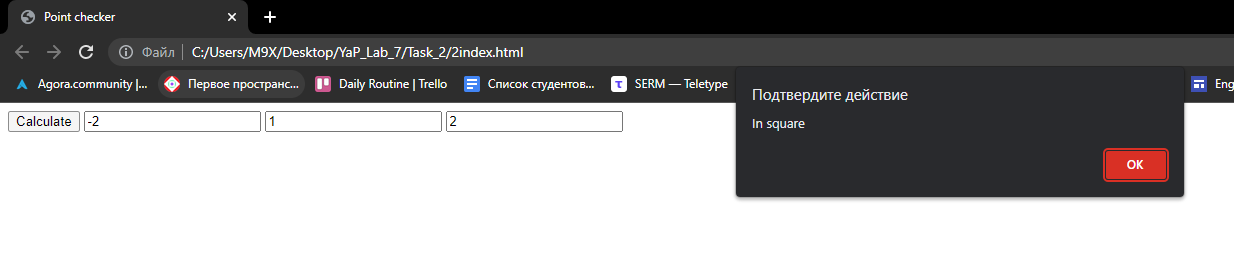 Point checker
Файл C:/Users/M9X/Desktop/YaP_Lab_7/Task_2/2index.html
Agora.community |... Первое пространс... Daily Routine | Trello Список студентов... SERM — Teletype Eng
Подтвердите действие
In square
OK
Calculate -2 1 2